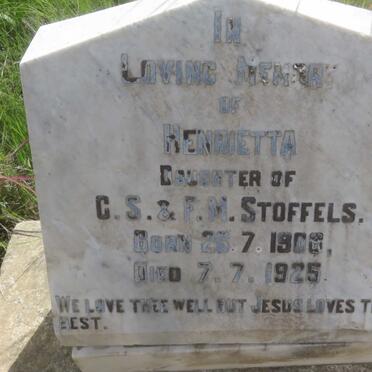 IN
LOVING MEMORY
OF
HENRIETTA
DAUGHTER OF
C. S. & F. M. STOFFELS.
BORN 26.7.1908,
DIED 7.7.1925
WE LOVE THEE WELL BUT JESUS LOVES
BEST.